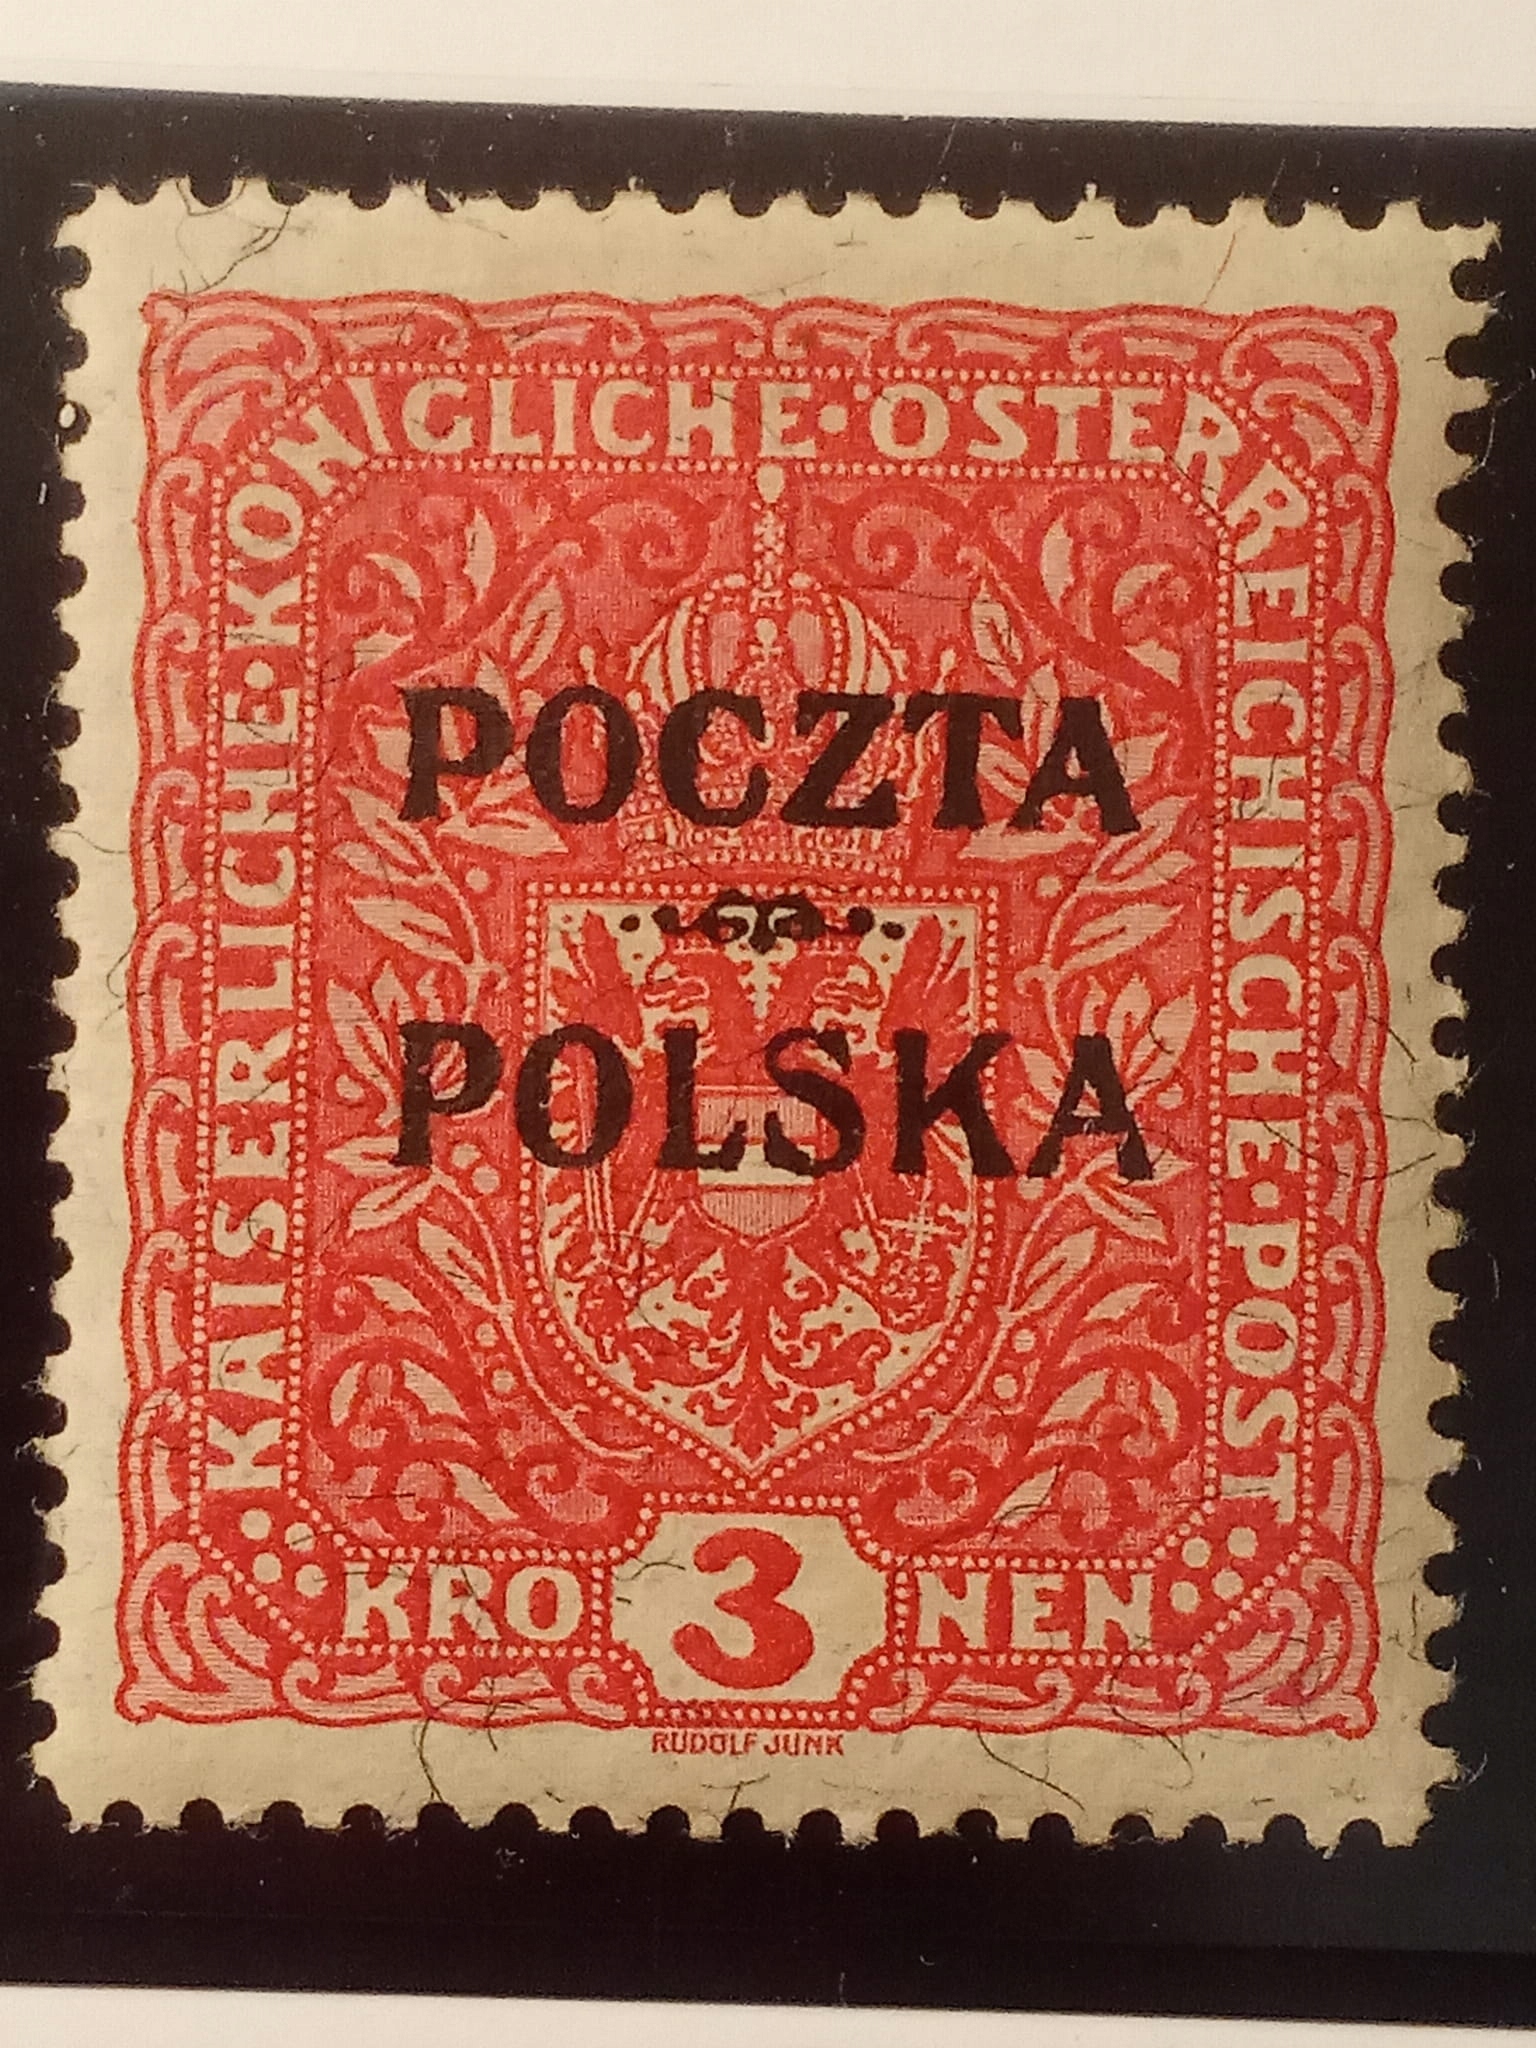 KAISERLICHE·KÖNIGLICHE·ÖSTERREICHISCHE·POST
POCZTA
POLSKA
KRO 3 NEN
RUDOLF JUNK